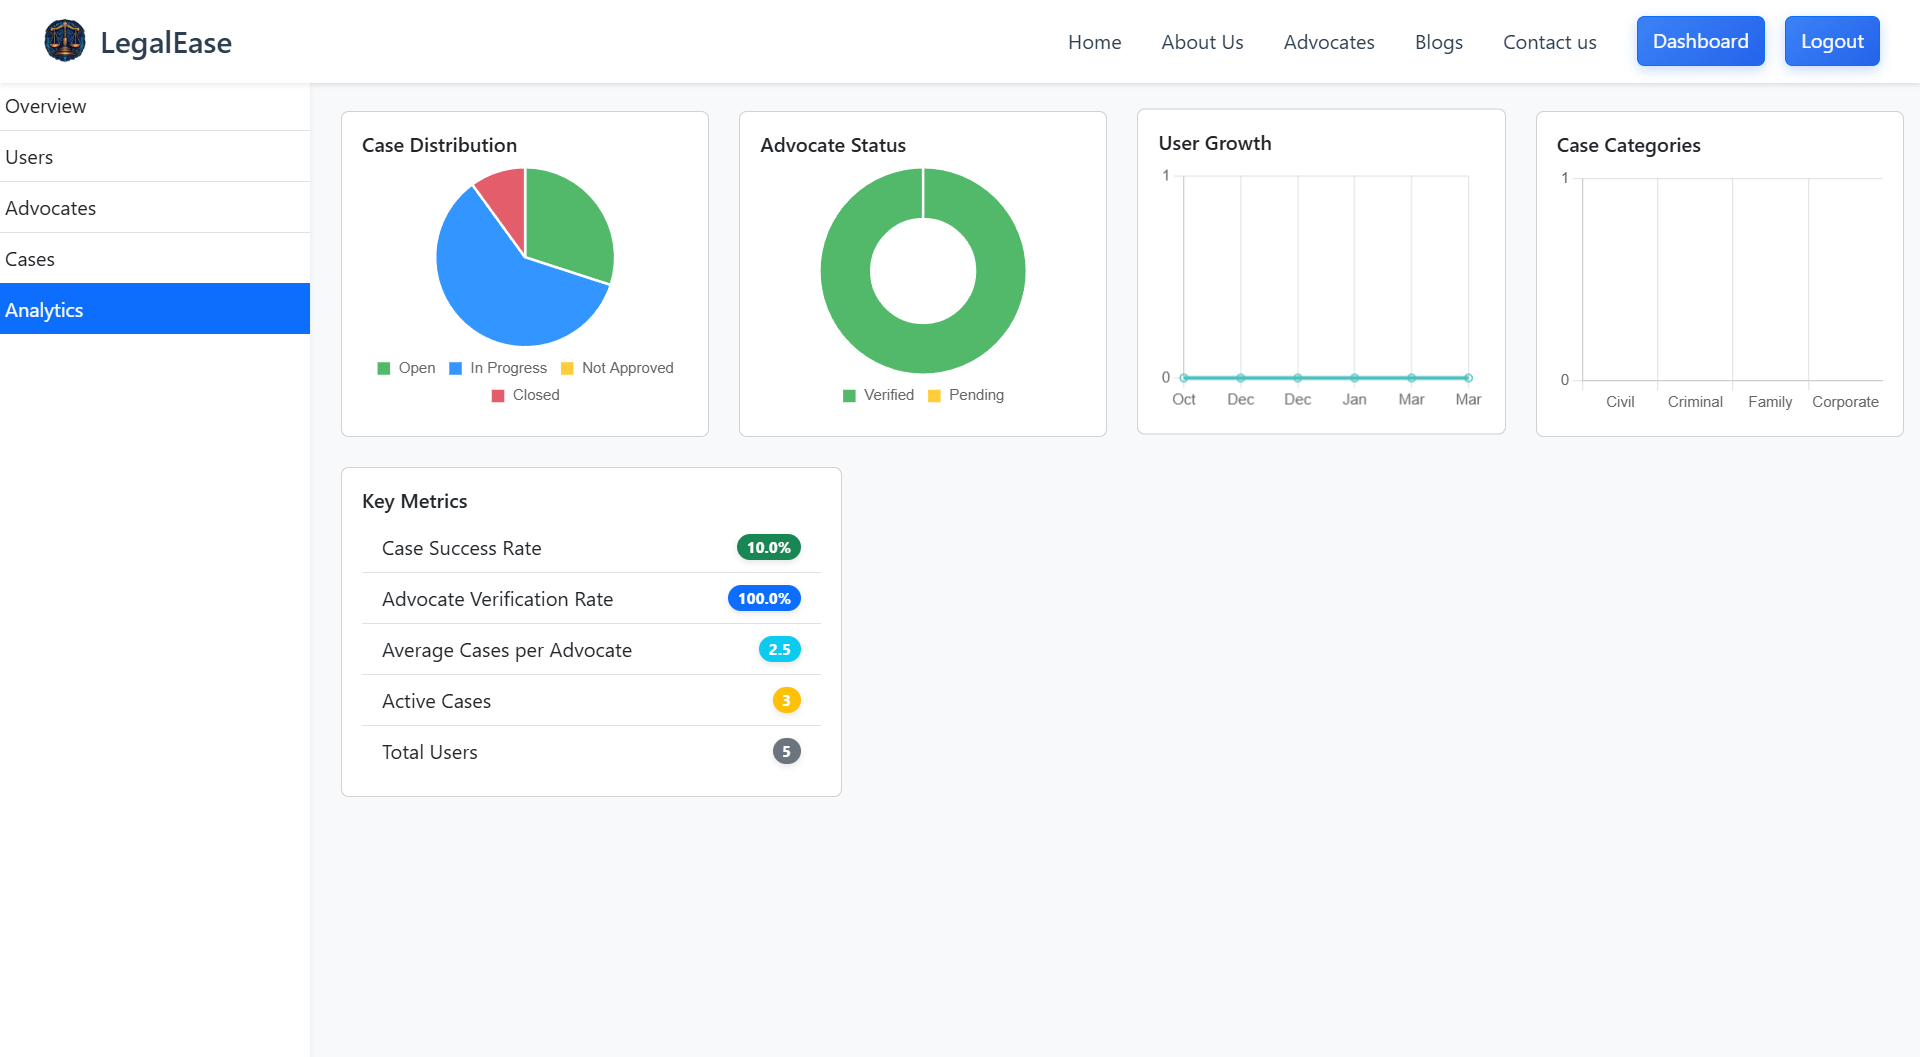 LegalEase
Home About Us Advocates Blogs Contact us Dashboard Logout
Overview
Users
Advocates
Cases
Analytics
Case Distribution
Open In Progress Not Approved
Closed
Advocate Status
Verified Pending
User Growth
1
0
Oct Dec Dec Jan Mar Mar
Case Categories
1
0
Civil Criminal Family Corporate
Key Metrics
Case Success Rate 10.0%
Advocate Verification Rate 100.0%
Average Cases per Advocate 2.5
Active Cases 3
Total Users 5